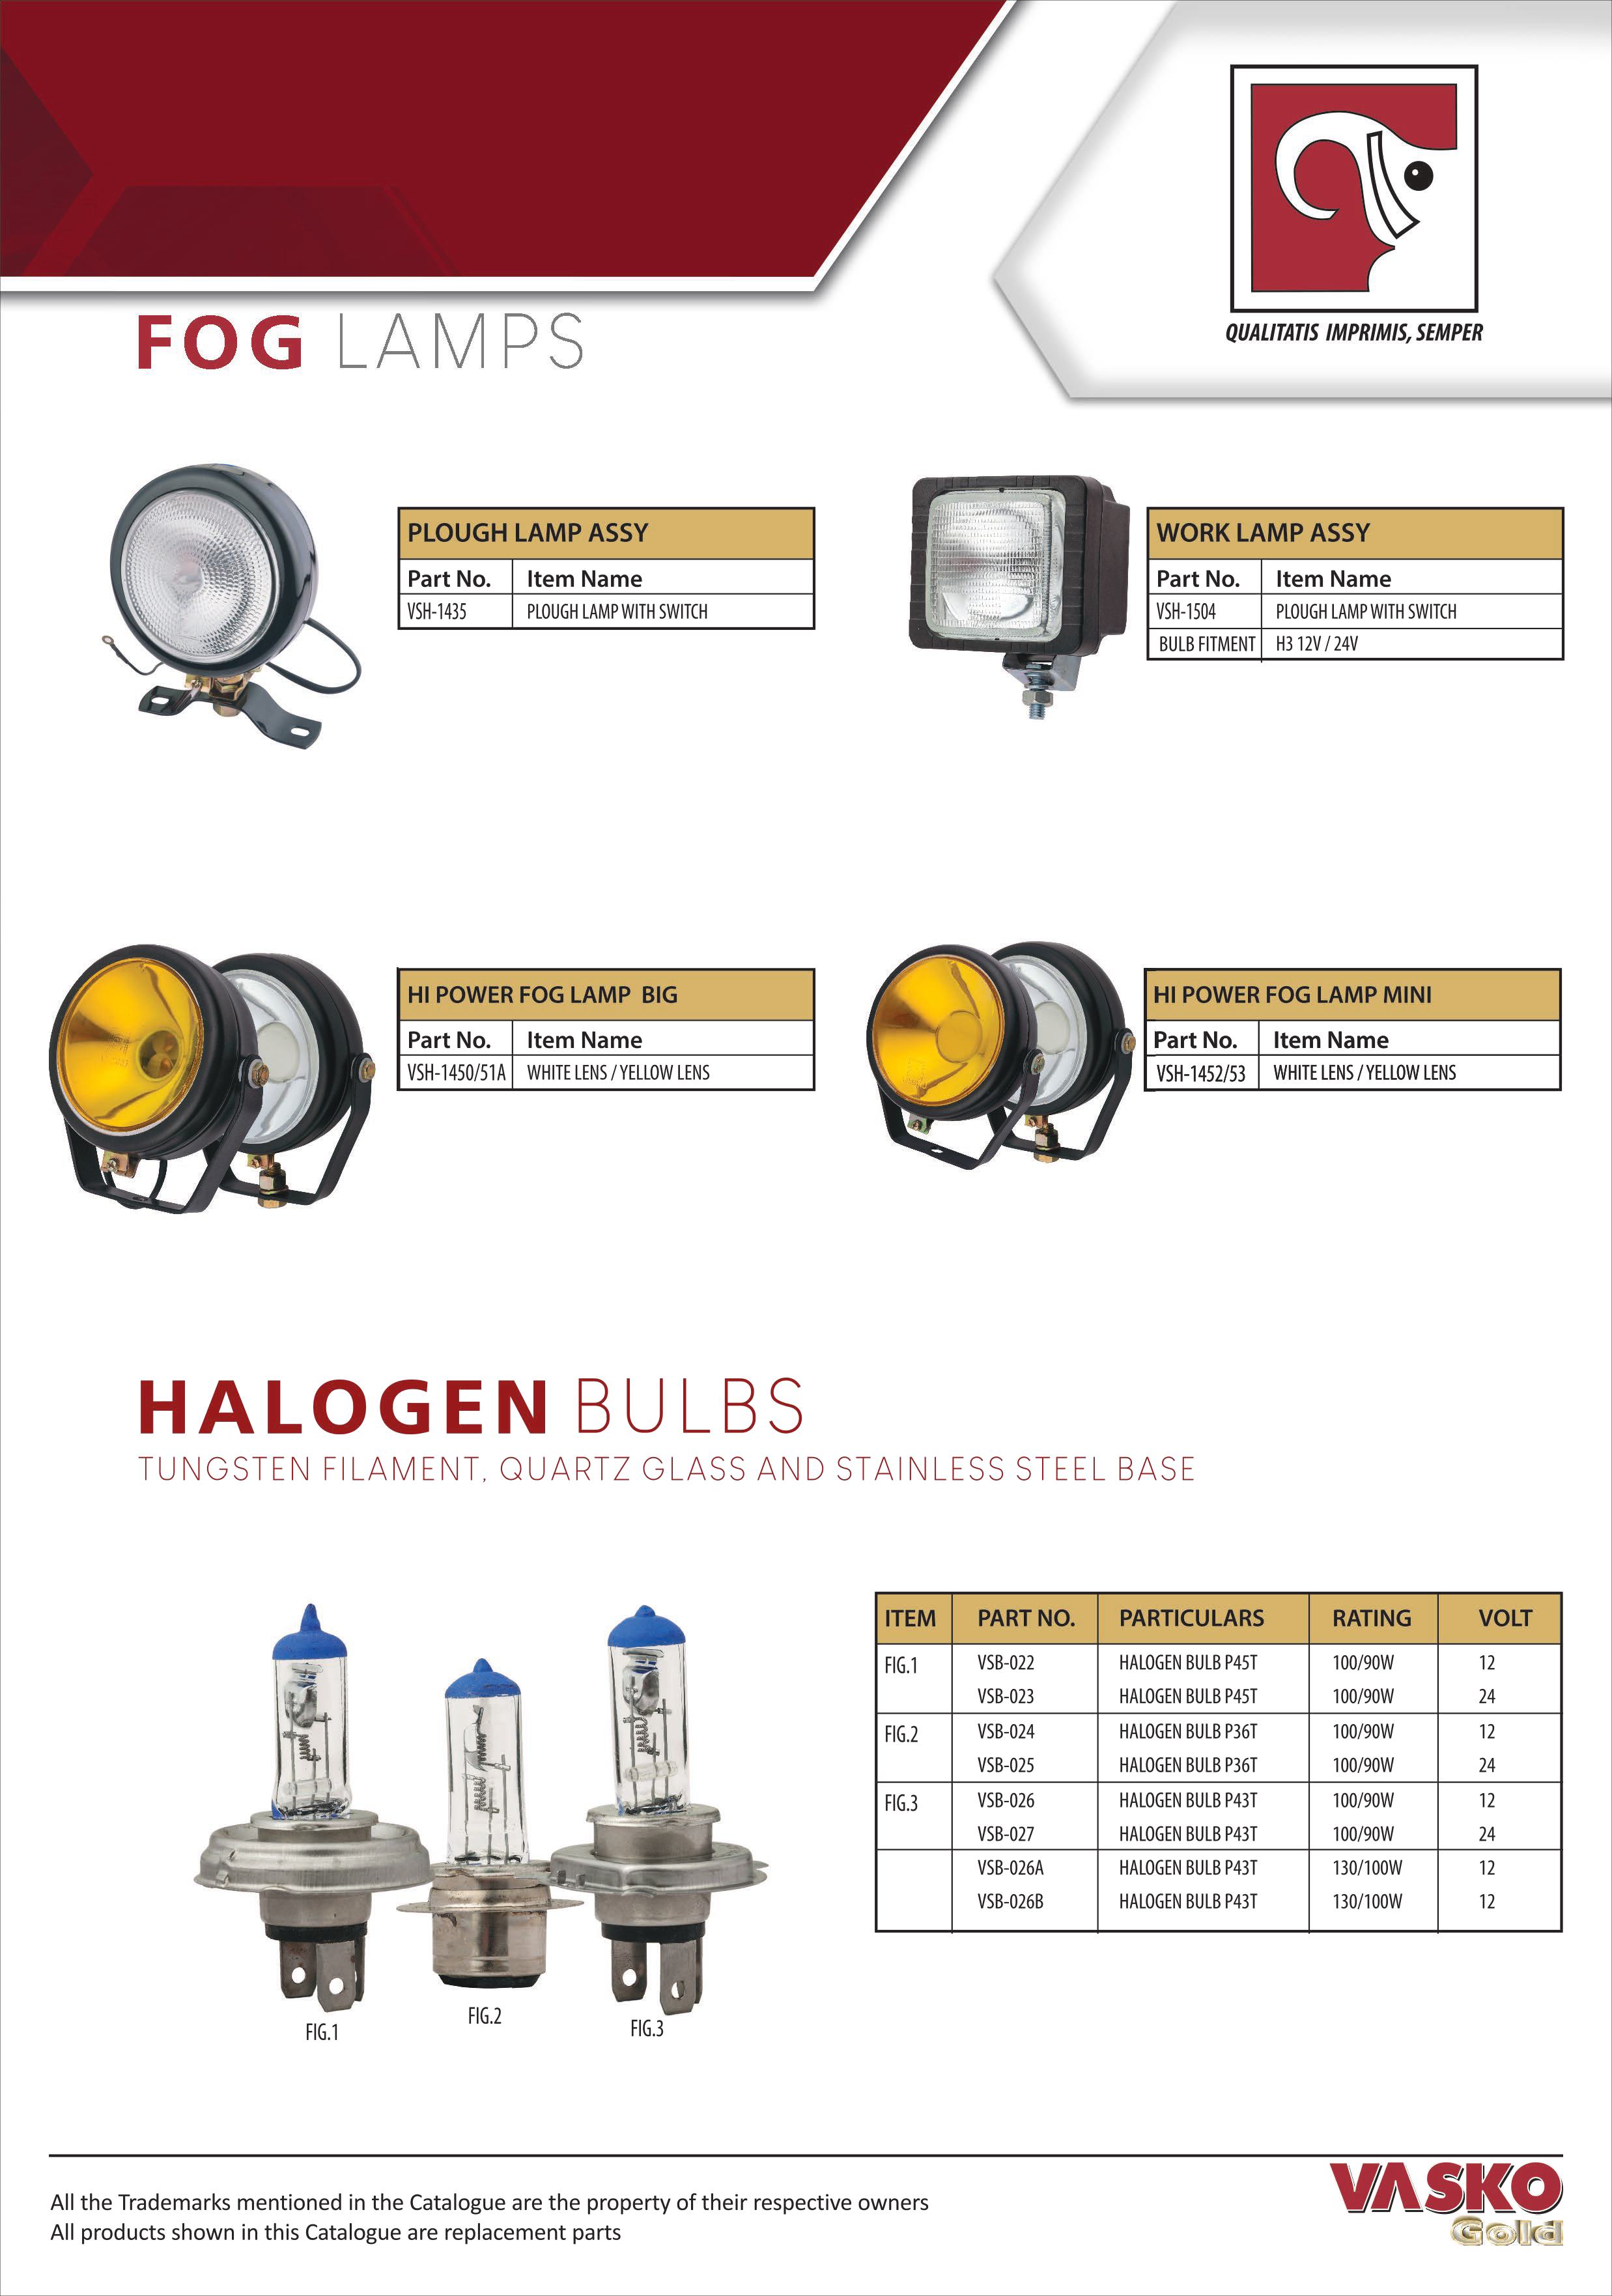 QUALITATIS IMPRIMIS, SEMPER
FOG LAMPS
PLOUGH LAMP ASSY
Part No. Item Name
VSH-1435 PLOUGH LAMP WITH SWITCH
WORK LAMP ASSY
Part No. Item Name
VSH-1504 PLOUGH LAMP WITH SWITCH
BULB FITMENT H3 12V / 24V
HI POWER FOG LAMP BIG
Part No. Item Name
VSH-1450/51A WHITE LENS / YELLOW LENS
HI POWER FOG LAMP MINI
Part No. Item Name
VSH-1452/53 WHITE LENS / YELLOW LENS
HALOGEN BULBS
TUNGSTEN FILAMENT, QUARTZ GLASS AND STAINLESS STEEL BASE
ITEM PART NO. PARTICULARS RATING VOLT
FIG.1 VSB-022 HALOGEN BULB P45T 100/90W 12
VSB-023 HALOGEN BULB P45T 100/90W 24
FIG.2 VSB-024 HALOGEN BULB P36T 100/90W 12
VSB-025 HALOGEN BULB P36T 100/90W 24
FIG.3 VSB-026 HALOGEN BULB P43T 100/90W 12
VSB-027 HALOGEN BULB P43T 100/90W 24
VSB-026A HALOGEN BULB P43T 130/100W 12
VSB-026B HALOGEN BULB P43T 130/100W 12
FIG.1
FIG.2
FIG.3
All the Trademarks mentioned in the Catalogue are the property of their respective owners
All products shown in this Catalogue are replacement parts
VASKO
Gold